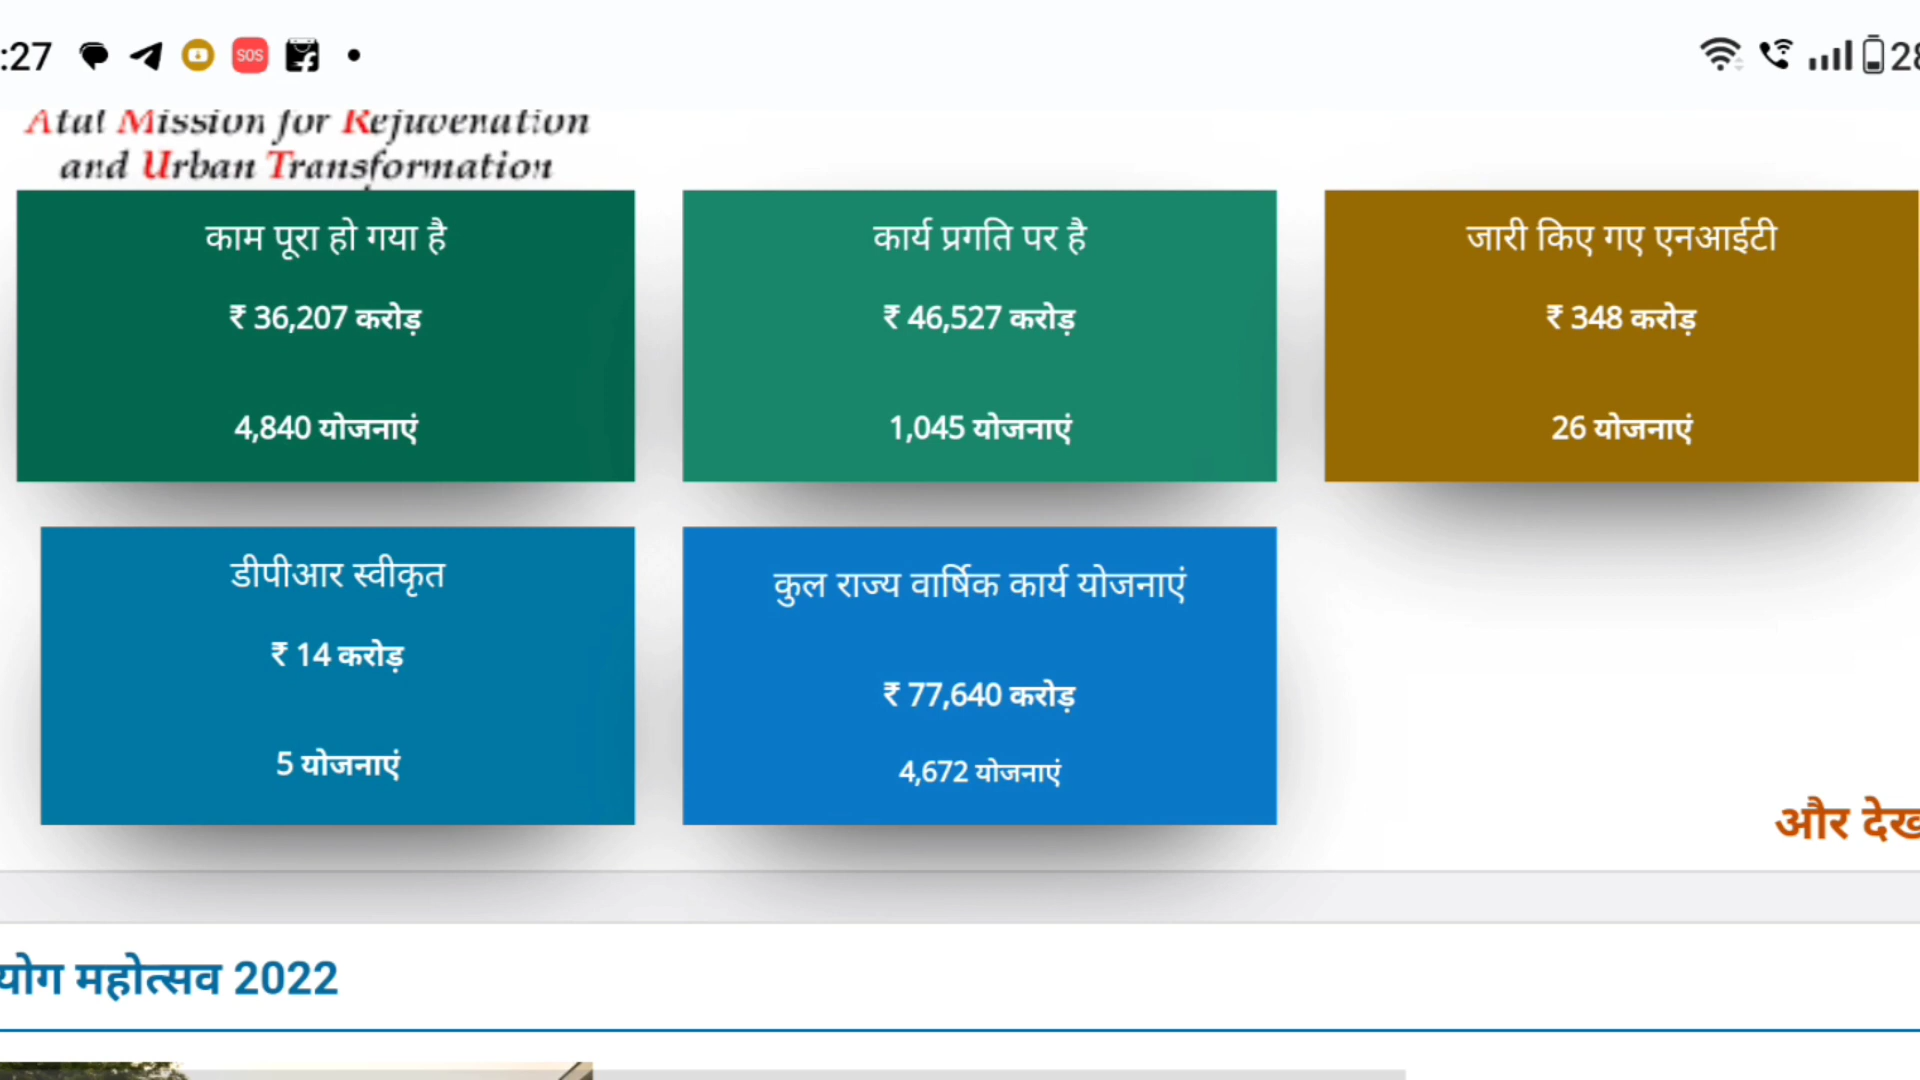 :27
SOS
28
Atal Mission for Rejuvenation
and Urban Transformation
काम पूरा हो गया है
₹ 36,207 करोड़
4,840 योजनाएं
कार्य प्रगति पर है
₹ 46,527 करोड़
1,045 योजनाएं
जारी किए गए एनआईटी
₹ 348 करोड़
26 योजनाएं
डीपीआर स्वीकृत
₹ 14 करोड़
5 योजनाएं
कुल राज्य वार्षिक कार्य योजनाएं
₹ 77,640 करोड़
4,672 योजनाएं
और देख
योग महोत्सव 2022